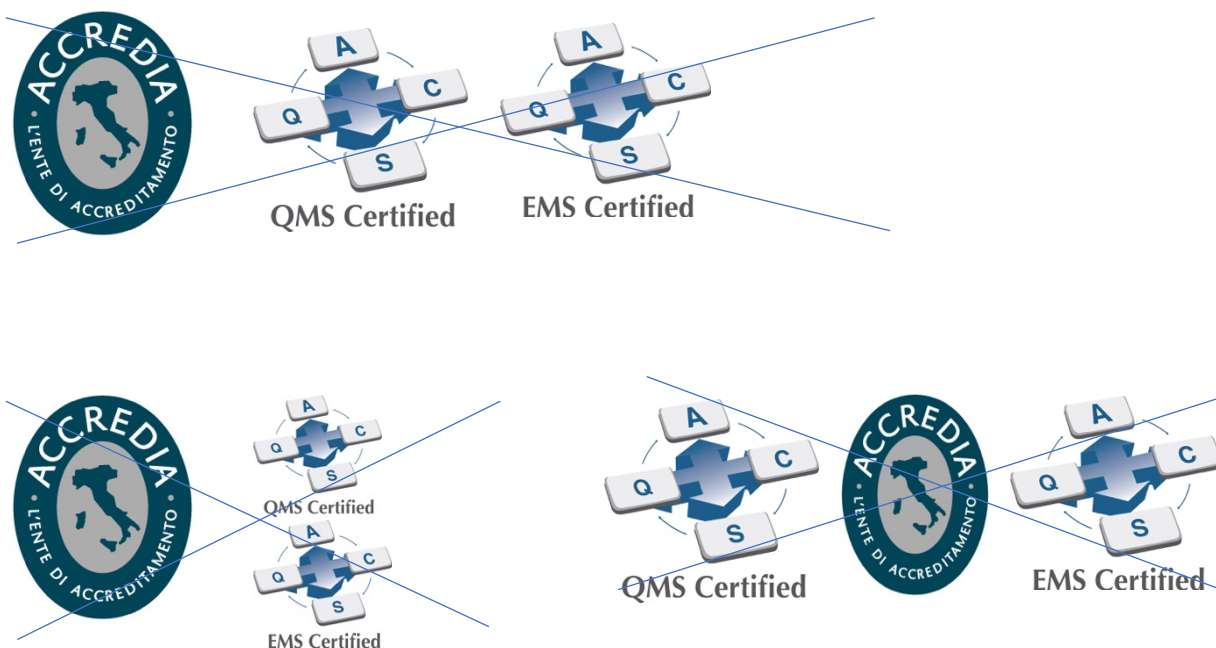 ACCREDIA
L'ENTE DI ACCREDITAMENTO
A
Q
C
S
QMS Certified
A
Q
C
S
EMS Certified
ACCREDIA
L'ENTE DI ACCREDITAMENTO
A
Q
C
S
QMS Certified
A
Q
C
S
EMS Certified
A
Q
C
S
QMS Certified
ACCREDIA
L'ENTE DI ACCREDITAMENTO
A
Q
C
S
EMS Certified